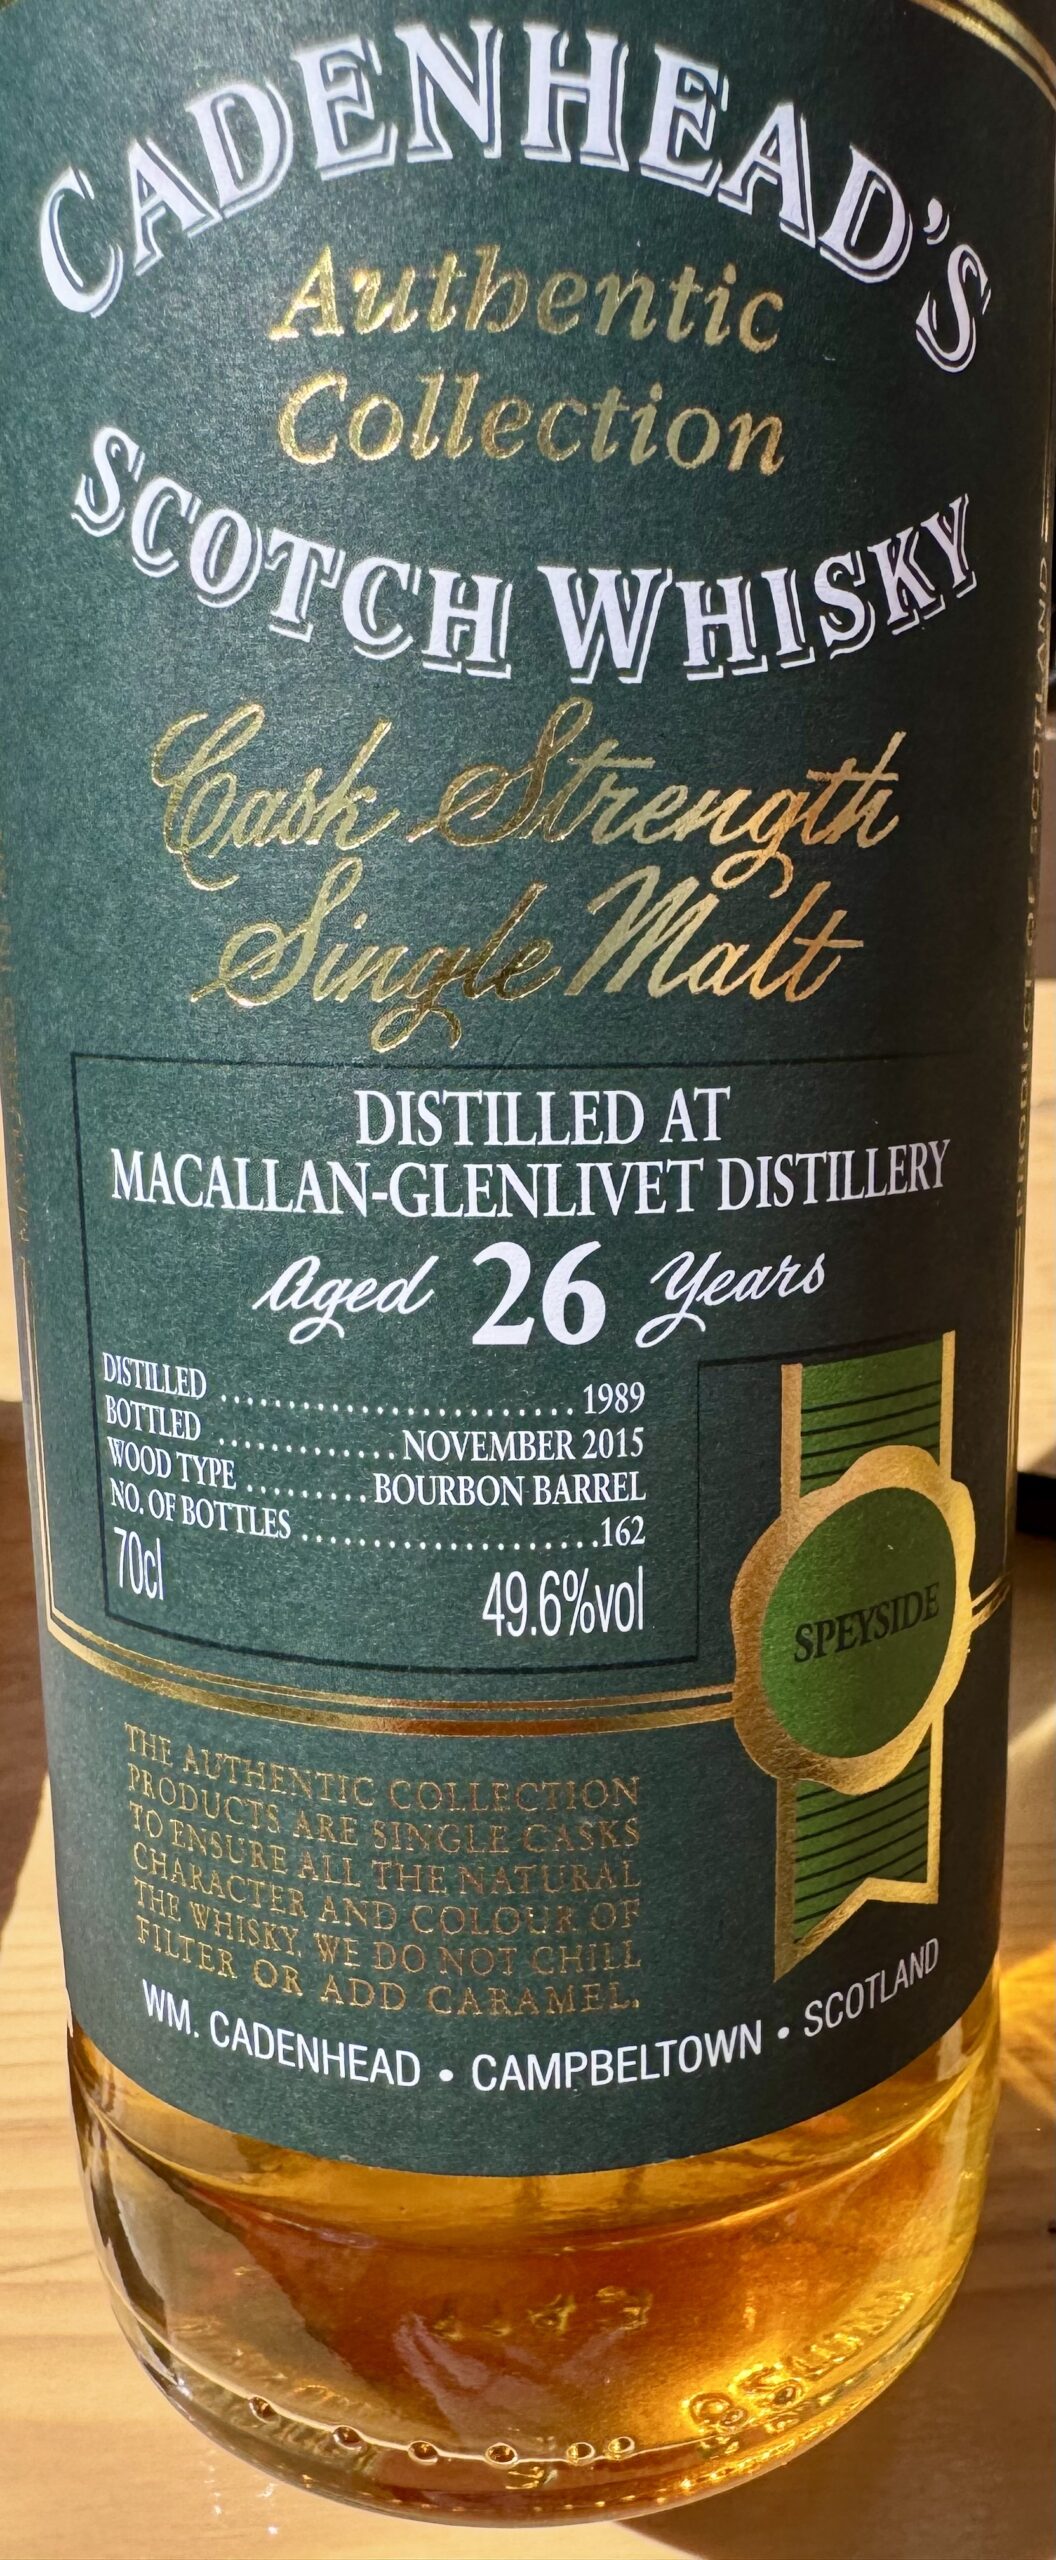 CADENHEAD'S
Authentic
Collection
SCOTCH WHISKY
Cask Strength
Single Malt
DISTILLED AT
MACALLAN-GLENLIVET DISTILLERY
Aged 26 Years
DISTILLED ........................ 1989
BOTTLED .............. NOVEMBER 2015
WOOD TYPE ......... BOURBON BARREL
NO. OF BOTTLES .................... 162
70cl 49.6%vol
SPEYSIDE
THE AUTHENTIC COLLECTION
PRODUCTS ARE SINGLE CASKS
TO ENSURE ALL THE NATURAL
CHARACTER AND COLOUR OF
THE WHISKY. WE DO NOT CHILL
FILTER OR ADD CARAMEL.
WM. CADENHEAD • CAMPBELTOWN • SCOTLAND
PRODUCT OF SCOTLAND